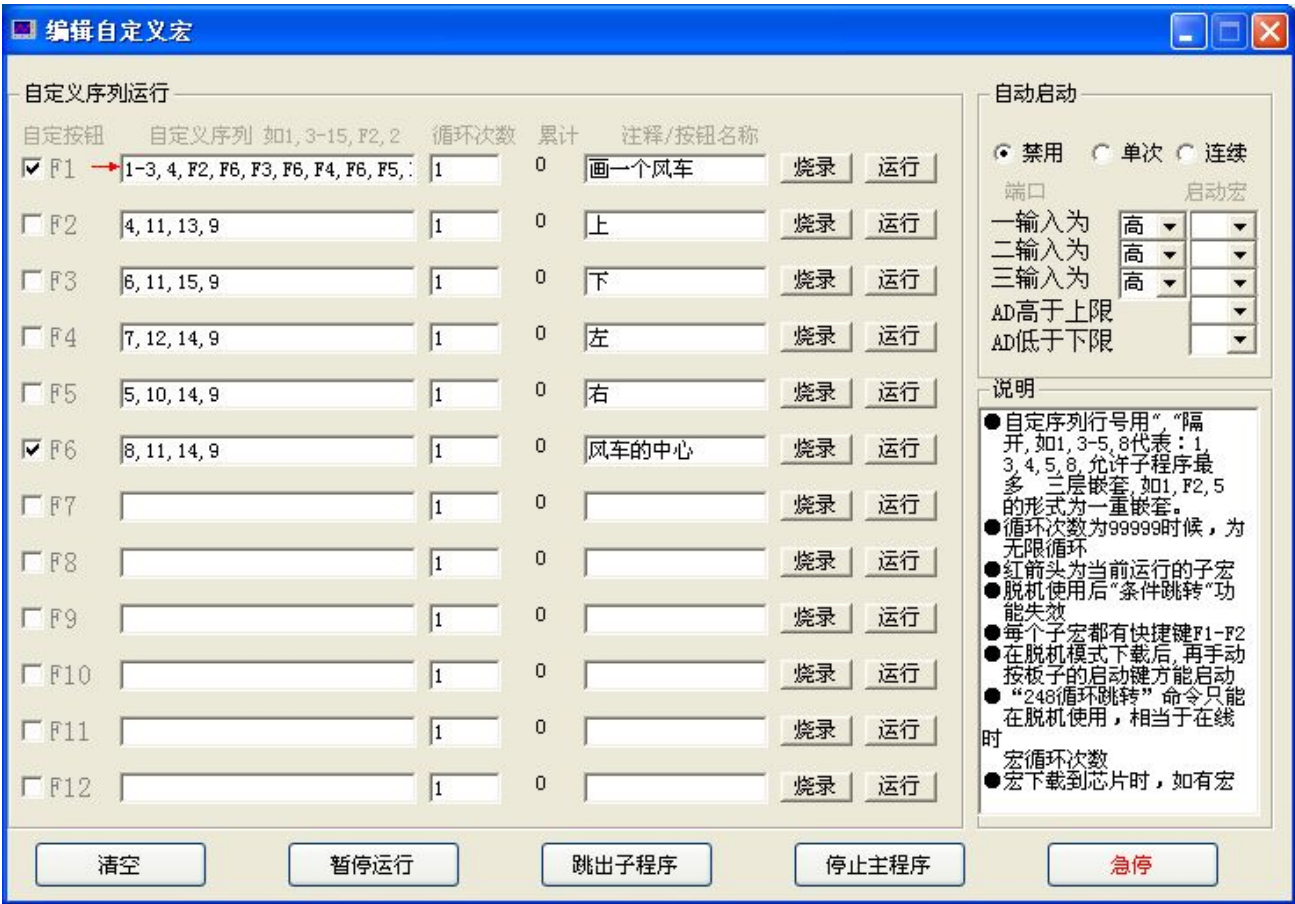 编辑自定义宏
自定义序列运行
自定按钮 自定义序列 如1,3-15,F2,2 循环次数 累计 注释/按钮名称
F1 1-3,4,F2,F6,F3,F6,F4,F6,F5, 1 0 画一个风车 烧录 运行
F2 4,11,13,9 1 0 上 烧录 运行
F3 6,11,15,9 1 0 下 烧录 运行
F4 7,12,14,9 1 0 左 烧录 运行
F5 5,10,14,9 1 0 右 烧录 运行
F6 8,11,14,9 1 0 风车的中心 烧录 运行
F7 1 0 烧录 运行
F8 1 0 烧录 运行
F9 1 0 烧录 运行
F10 1 0 烧录 运行
F11 1 0 烧录 运行
F12 1 0 烧录 运行
自动启动
禁用 单次 连续
端口 启动宏
一输入为 高
二输入为 高
三输入为 高
AD高于上限
AD低于下限
说明
●自定序列行号用“,”隔
开,如1,3-5,8代表：1,
3,4,5,8,允许子程序最
多 三层嵌套,如1,F2,5
的形式为一重嵌套。
●循环次数为99999时候，为
无限循环
●红箭头为当前运行的子宏
●脱机使用后“条件跳转”功
能失效
●每个子宏都有快捷键F1-F2
●在脱机模式下载后,再手动
按板子的启动键方能启动
●“248循环跳转”命令只能
在脱机使用，相当于在线
时
宏循环次数
●宏下载到芯片时，如有宏
清空 暂停运行 跳出子程序 停止主程序 急停